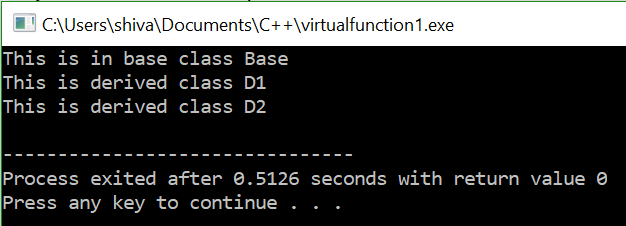 C:\Users\shiva\Documents\C++\virtualfunction1.exe
This is in base class Base
This is derived class D1
This is derived class D2
--------------------------------
Process exited after 0.5126 seconds with return value 0
Press any key to continue . . .